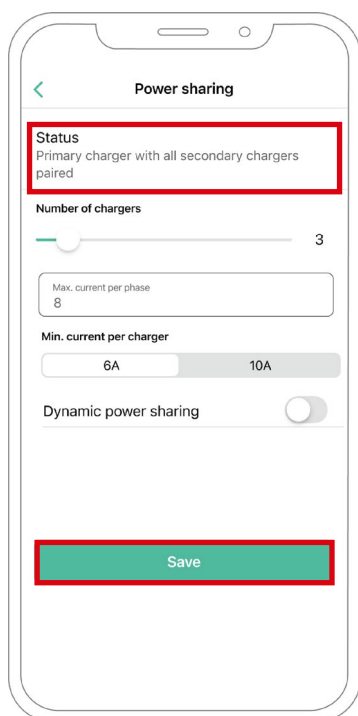 Power sharing
Status
Primary charger with all secondary chargers
paired
Number of chargers
3
Max. current per phase
8
Min. current per charger
6A 10A
Dynamic power sharing
Save